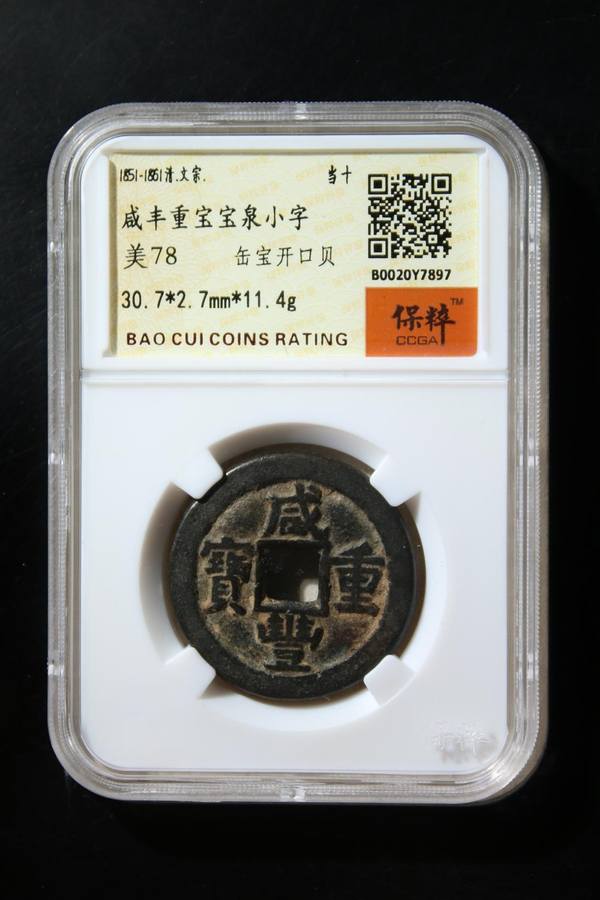 1851-1861清.文宗.
当十
咸丰重宝宝泉小字
美78 缶宝开口贝
30.7*2.7mm*11.4g
BAO CUI COINS RATING
B0020Y7897
保粹™
CCGA
咸豐重寶